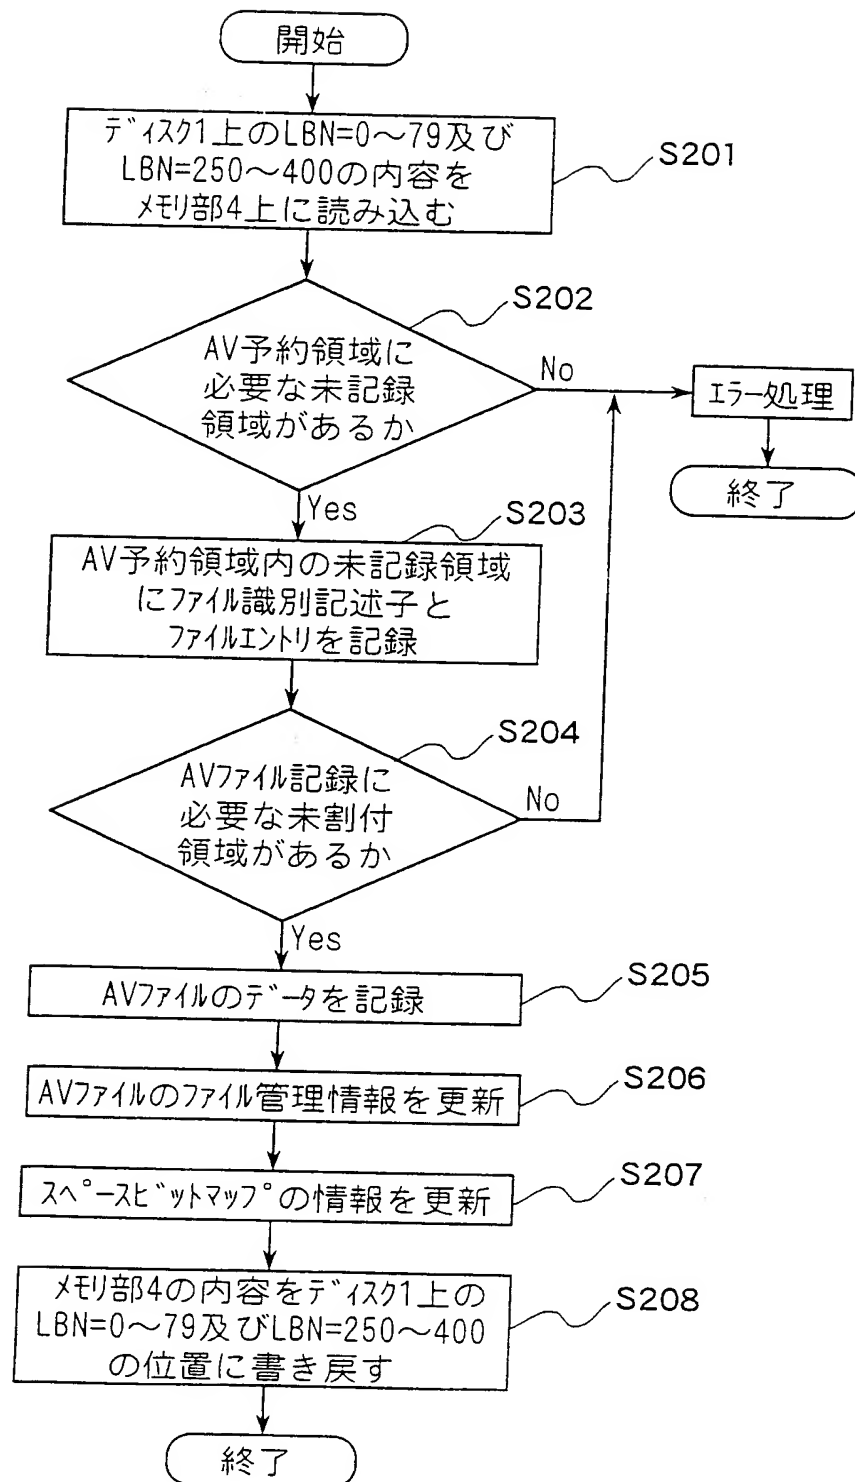 開始
ディスク1上のLBN=0～79及び
LBN=250～400の内容を
メモリ部4上に読み込む
S201
S202
AV予約領域に
必要な未記録
領域があるか
No
エラー処理
終了
Yes
S203
AV予約領域内の未記録領域
にファイル識別記述子と
ファイルエントリを記録
S204
AVファイル記録に
必要な未割付
領域があるか
No
Yes
S205
AVファイルのデータを記録
S206
AVファイルのファイル管理情報を更新
S207
スペースビットマップの情報を更新
S208
メモリ部4の内容をディスク1上の
LBN=0～79及びLBN=250～400
の位置に書き戻す
終了